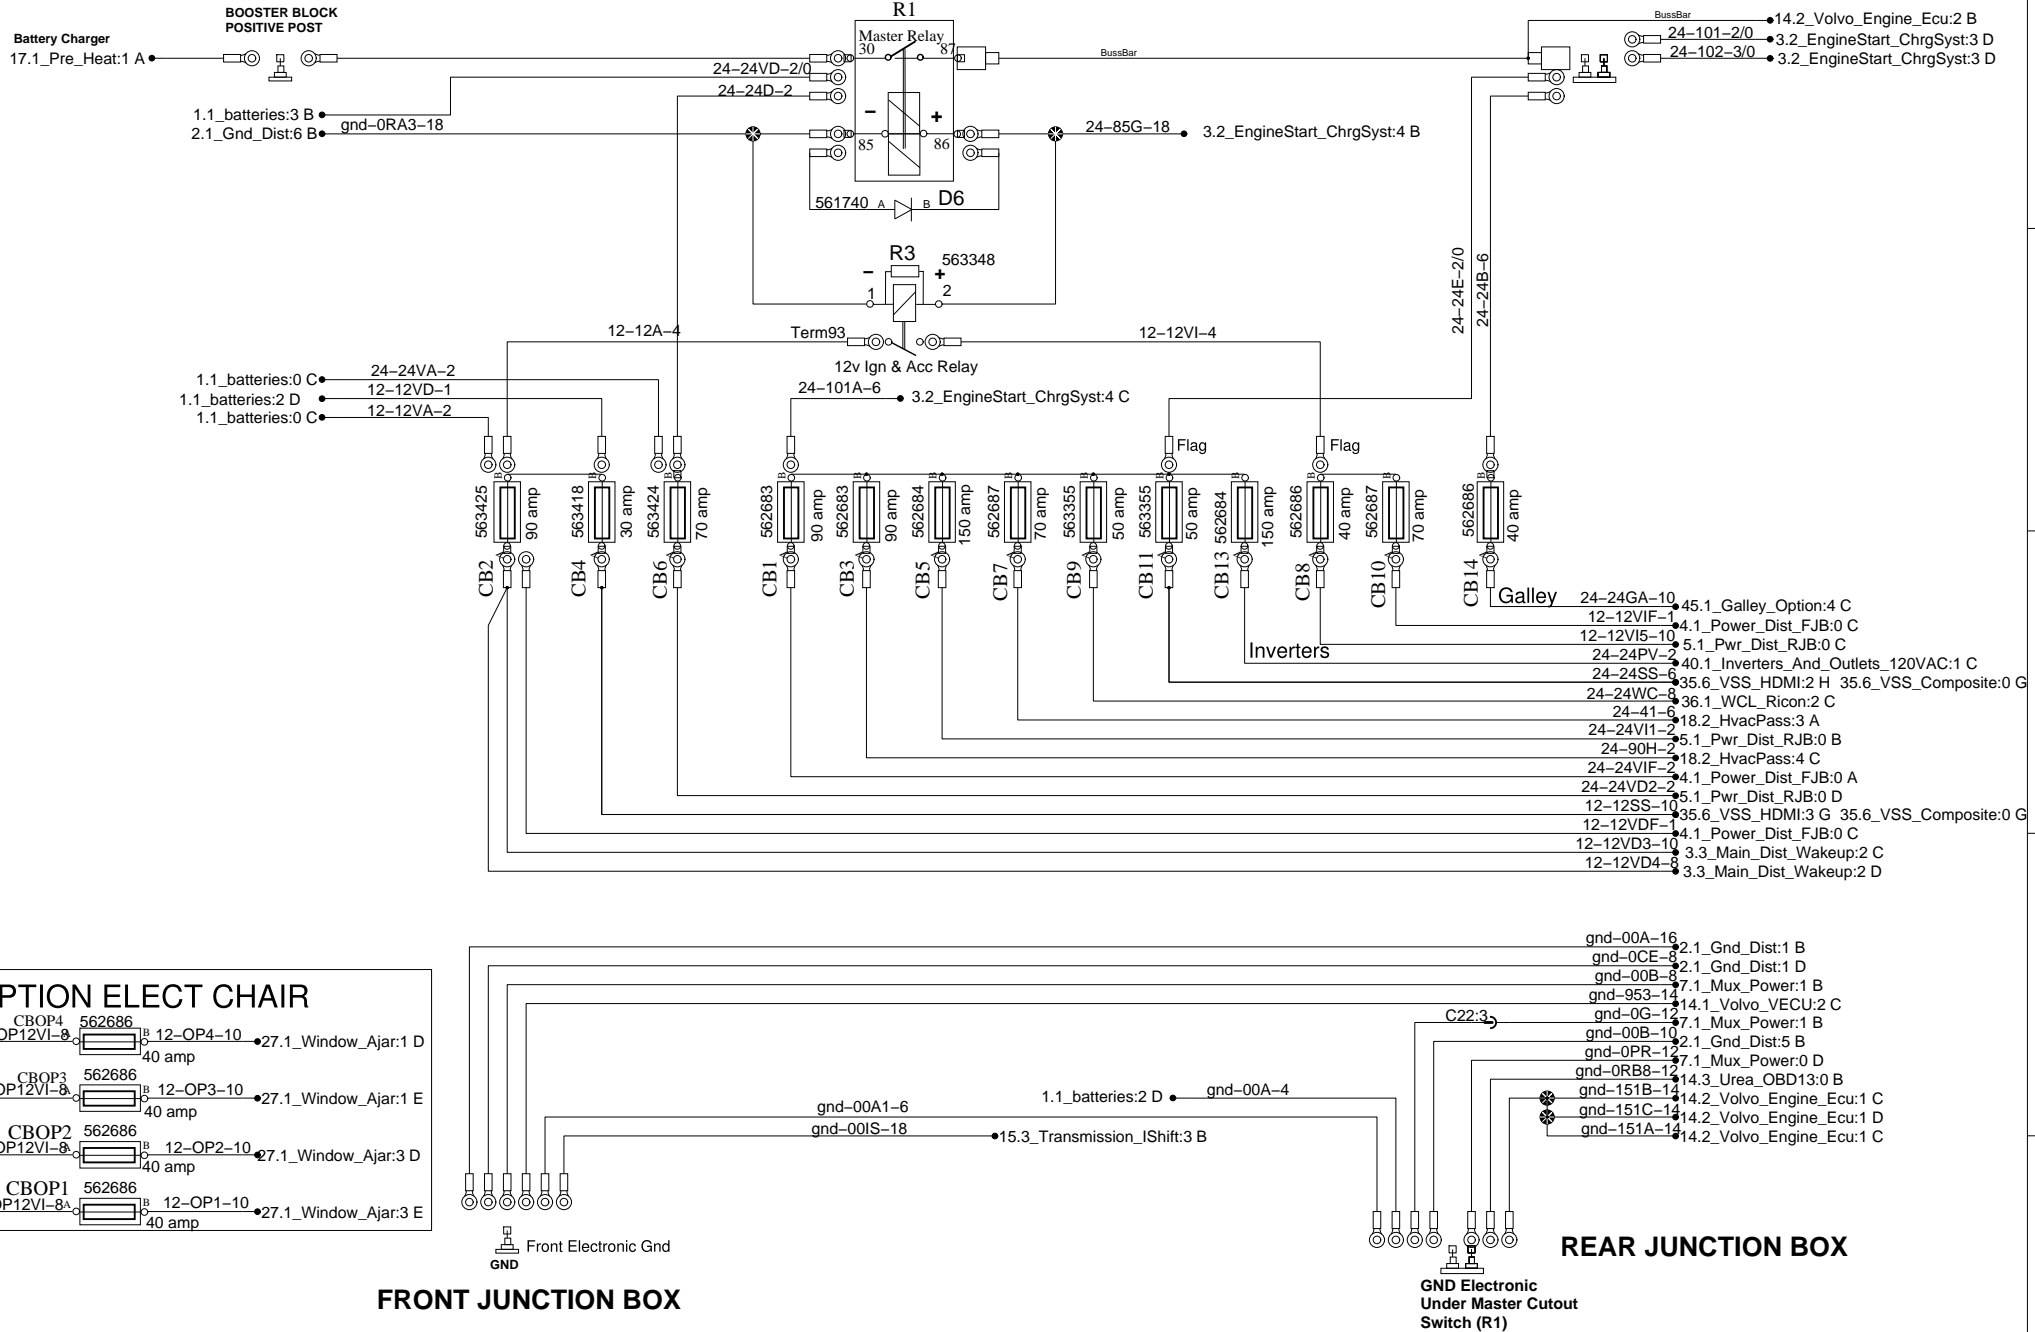 BOOSTER BLOCK
POSITIVE POST
Battery Charger
17.1_Pre_Heat:1 A
R1
Master Relay
30
87
BussBar
BussBar
14.2_Volvo_Engine_Ecu:2 B
24-101-2/0
3.2_EngineStart_ChrgSyst:3 D
24-102-3/0
3.2_EngineStart_ChrgSyst:3 D
24-24VD-2/0
24-24D-2
1.1_batteries:3 B
2.1_Gnd_Dist:6 B
gnd-0RA3-18
- +
85
86
24-85G-18
3.2_EngineStart_ChrgSyst:4 B
561740
A
B
D6
R3
563348
- +
1
2
24-24E-2/0
24-24B-6
12-12A-4
Term93
12-12VI-4
12v Ign & Acc Relay
1.1_batteries:0 C
24-24VA-2
1.1_batteries:2 D
12-12VD-1
1.1_batteries:0 C
12-12VA-2
24-101A-6
3.2_EngineStart_ChrgSyst:4 C
Flag
Flag
B
563425
90 amp
A
CB2
B
563418
30 amp
A
CB4
B
563424
70 amp
A
CB6
B
562683
90 amp
A
CB1
B
562683
90 amp
A
CB3
B
562684
150 amp
A
CB5
B
562687
70 amp
A
CB7
B
563355
50 amp
A
CB9
B
563355
50 amp
A
CB11
B
562684
150 amp
A
CB13
B
562686
40 amp
A
CB8
B
562687
70 amp
A
CB10
B
562686
40 amp
A
CB14
Galley
24-24GA-10
45.1_Galley_Option:4 C
12-12VIF-1
4.1_Power_Dist_FJB:0 C
12-12VI5-10
5.1_Pwr_Dist_RJB:0 C
Inverters
24-24PV-2
40.1_Inverters_And_Outlets_120VAC:1 C
24-24SS-6
35.6_VSS_HDMI:2 H 35.6_VSS_Composite:0 G
24-24WC-8
36.1_WCL_Ricon:2 C
24-41-6
18.2_HvacPass:3 A
24-24VI1-2
5.1_Pwr_Dist_RJB:0 B
24-90H-2
18.2_HvacPass:4 C
24-24VIF-2
4.1_Power_Dist_FJB:0 A
24-24VD2-2
5.1_Pwr_Dist_RJB:0 D
12-12SS-10
35.6_VSS_HDMI:3 G 35.6_VSS_Composite:0 G
12-12VDF-1
4.1_Power_Dist_FJB:0 C
12-12VD3-10
3.3_Main_Dist_Wakeup:2 C
12-12VD4-8
3.3_Main_Dist_Wakeup:2 D
gnd-00A-16
2.1_Gnd_Dist:1 B
gnd-0CE-8
2.1_Gnd_Dist:1 D
gnd-00B-8
7.1_Mux_Power:1 B
gnd-953-14
14.1_Volvo_VECU:2 C
C22:3
gnd-0G-12
7.1_Mux_Power:1 B
gnd-00B-10
2.1_Gnd_Dist:5 B
gnd-0PR-12
7.1_Mux_Power:0 D
gnd-0RB8-12
14.3_Urea_OBD13:0 B
gnd-151B-14
14.2_Volvo_Engine_Ecu:1 C
gnd-151C-14
14.2_Volvo_Engine_Ecu:1 D
gnd-151A-14
14.2_Volvo_Engine_Ecu:1 C
1.1_batteries:2 D
gnd-00A-4
gnd-00A1-6
gnd-00IS-18
15.3_Transmission_IShift:3 B
PTION ELECT CHAIR
CBOP4
562686
OP12VI-8
A
B
12-OP4-10
27.1_Window_Ajar:1 D
40 amp
CBOP3
562686
OP12VI-8
A
B
12-OP3-10
27.1_Window_Ajar:1 E
40 amp
CBOP2
562686
OP12VI-8
A
B
12-OP2-10
27.1_Window_Ajar:3 D
40 amp
CBOP1
562686
OP12VI-8
A
B
12-OP1-10
27.1_Window_Ajar:3 E
40 amp
Front Electronic Gnd
GND
FRONT JUNCTION BOX
REAR JUNCTION BOX
GND Electronic
Under Master Cutout
Switch (R1)